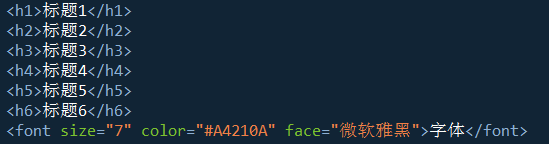 <h1>标题1</h1>
<h2>标题2</h2>
<h3>标题3</h3>
<h4>标题4</h4>
<h5>标题5</h5>
<h6>标题6</h6>
<font size="7" color="#A4210A" face="微软雅黑">字体</font>